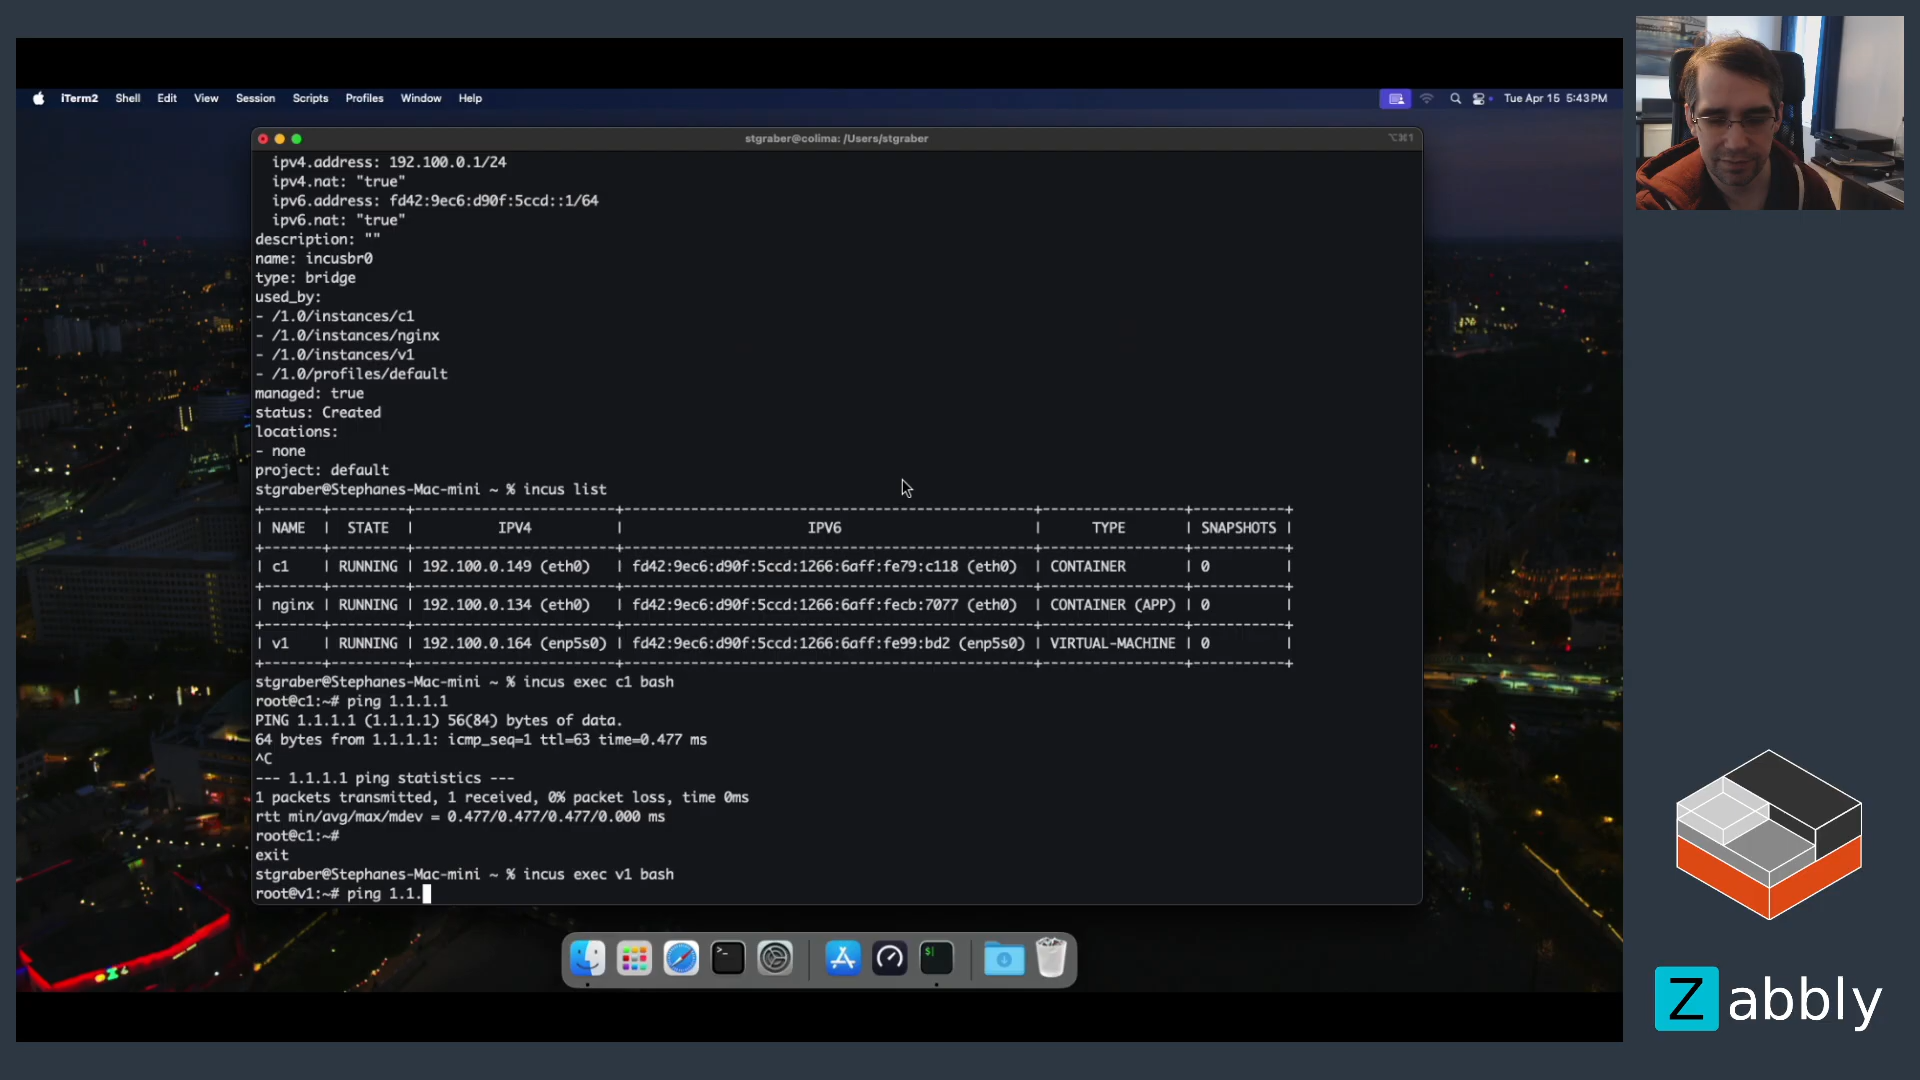 iTerm2 Shell Edit View Session Scripts Profiles Window Help Tue Apr 15 5:43 PM
stgraber@colima: /Users/stgraber ⌥⌘1
ipv4.address: 192.100.0.1/24
ipv4.nat: "true"
ipv6.address: fd42:9ec6:d90f:5ccd::1/64
ipv6.nat: "true"
description: ""
name: incusbr0
type: bridge
used_by:
- /1.0/instances/c1
- /1.0/instances/nginx
- /1.0/instances/v1
- /1.0/profiles/default
managed: true
status: Created
locations:
- none
project: default
stgraber@Stephanes-Mac-mini ~ % incus list
+-------+---------+------------------------+-------------------------------------------------+-----------------+-----------+
| NAME | STATE | IPV4 | IPV6 | TYPE | SNAPSHOTS |
+-------+---------+------------------------+-------------------------------------------------+-----------------+-----------+
| c1 | RUNNING | 192.100.0.149 (eth0) | fd42:9ec6:d90f:5ccd:1266:6aff:fe79:c118 (eth0) | CONTAINER | 0 |
+-------+---------+------------------------+-------------------------------------------------+-----------------+-----------+
| nginx | RUNNING | 192.100.0.134 (eth0) | fd42:9ec6:d90f:5ccd:1266:6aff:fecb:7077 (eth0) | CONTAINER (APP) | 0 |
+-------+---------+------------------------+-------------------------------------------------+-----------------+-----------+
| v1 | RUNNING | 192.100.0.164 (enp5s0) | fd42:9ec6:d90f:5ccd:1266:6aff:fe99:bd2 (enp5s0) | VIRTUAL-MACHINE | 0 |
+-------+---------+------------------------+-------------------------------------------------+-----------------+-----------+
stgraber@Stephanes-Mac-mini ~ % incus exec c1 bash
root@c1:~# ping 1.1.1.1
PING 1.1.1.1 (1.1.1.1) 56(84) bytes of data.
64 bytes from 1.1.1.1: icmp_seq=1 ttl=63 time=0.477 ms
^C
--- 1.1.1.1 ping statistics ---
1 packets transmitted, 1 received, 0% packet loss, time 0ms
rtt min/avg/max/mdev = 0.477/0.477/0.477/0.000 ms
root@c1:~#
exit
stgraber@Stephanes-Mac-mini ~ % incus exec v1 bash
root@v1:~# ping 1.1.
Zabbly